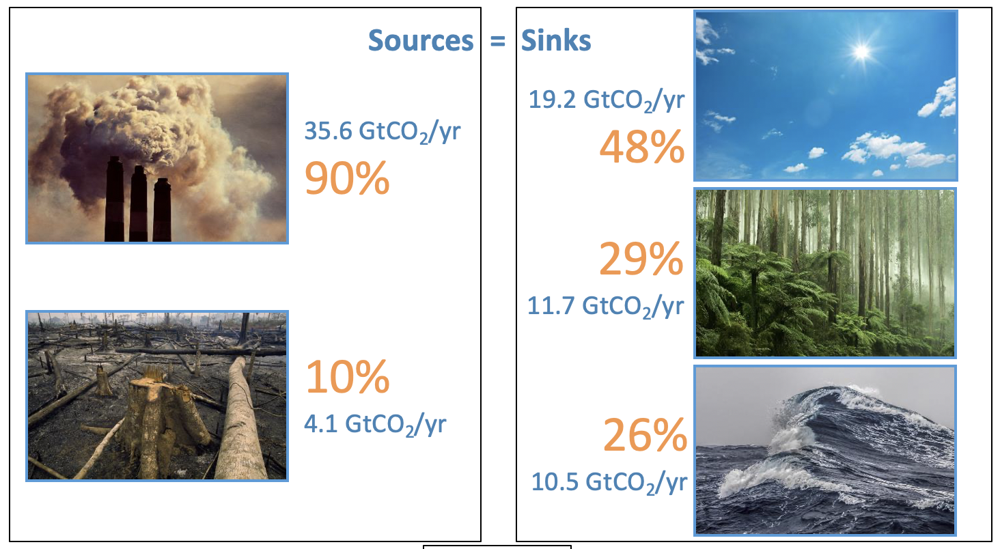 Sources = Sinks
35.6 GtCO₂/yr
90%
10%
4.1 GtCO₂/yr
19.2 GtCO₂/yr
48%
29%
11.7 GtCO₂/yr
26%
10.5 GtCO₂/yr